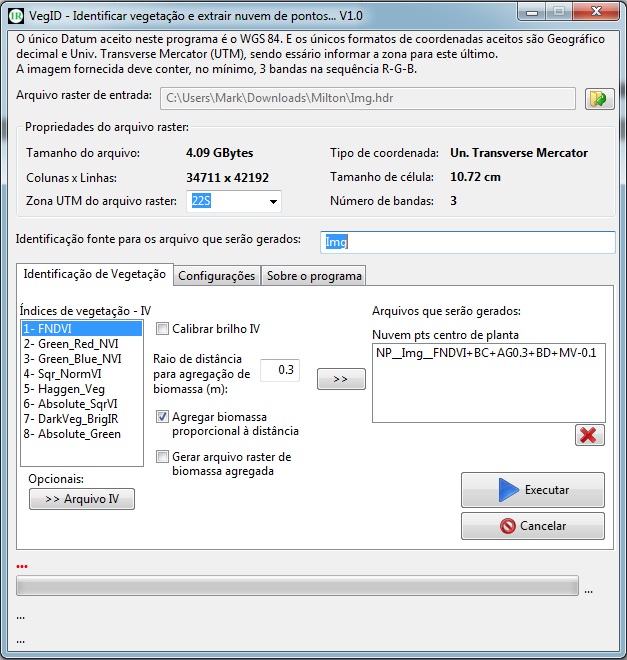 VegID - Identificar vegetação e extrair nuvem de pontos... V1.0
O único Datum aceito neste programa é o WGS 84. E os únicos formatos de coordenadas aceitos são Geográfico
decimal e Univ. Transverse Mercator (UTM), sendo essário informar a zona para este último.
A imagem fornecida deve conter, no mínimo, 3 bandas na sequência R-G-B.
Arquivo raster de entrada: C:\Users\Mark\Downloads\Milton\Img.hdr
Propriedades do arquivo raster:
Tamanho do arquivo: 4.09 GBytes Tipo de coordenada: Un. Transverse Mercator
Colunas x Linhas: 34711 x 42192 Tamanho de célula: 10.72 cm
Zona UTM do arquivo raster: 22S Número de bandas: 3
Identificação fonte para os arquivo que serão gerados: Img
Identificação de Vegetação Configurações Sobre o programa
Índices de vegetação - IV
1- FNDVI
2- Green_Red_NVI
3- Green_Blue_NVI
4- Sqr_NormVI
5- Haggen_Veg
6- Absolute_SqrVI
7- DarkVeg_BrigIR
8- Absolute_Green
Opcionais:
>> Arquivo IV
Calibrar brilho IV
Raio de distância
para agregação de
biomassa (m):
0.3
Agregar biomassa
proporcional à distância
Gerar arquivo raster de
biomassa agregada
>>
Arquivos que serão gerados:
Nuvem pts centro de planta
NP__Img__FNDVI+BC+AG0.3+BD+MV-0.1
Executar
Cancelar
...
...
...
...